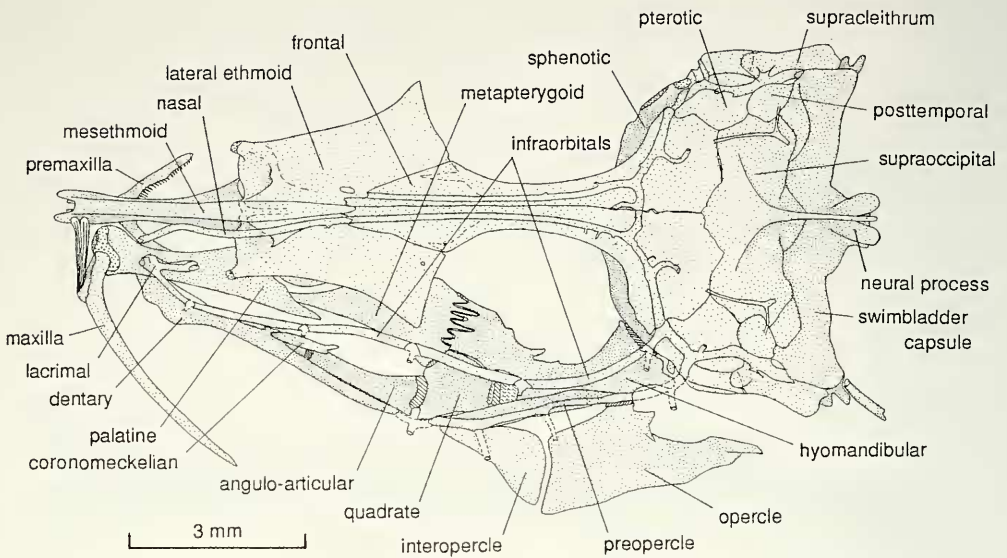 pterotic
supracleithrum
frontal
sphenotic
lateral ethmoid
metapterygoid
nasal
posttemporal
mesethmoid
infraorbitals
premaxilla
supraoccipital
neural process
maxilla
swimbladder
capsule
lacrimal
dentary
palatine
hyomandibular
coronomeckelian
angulo-articular
quadrate
opercle
3 mm
interopercle
preopercle